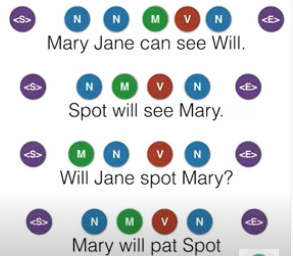 <S> N N M V N <E>
Mary Jane can see Will.
<S> N M V N <E>
Spot will see Mary.
<S> M N V N <E>
Will Jane spot Mary?
<S> N M V N <E>
Mary will pat Spot